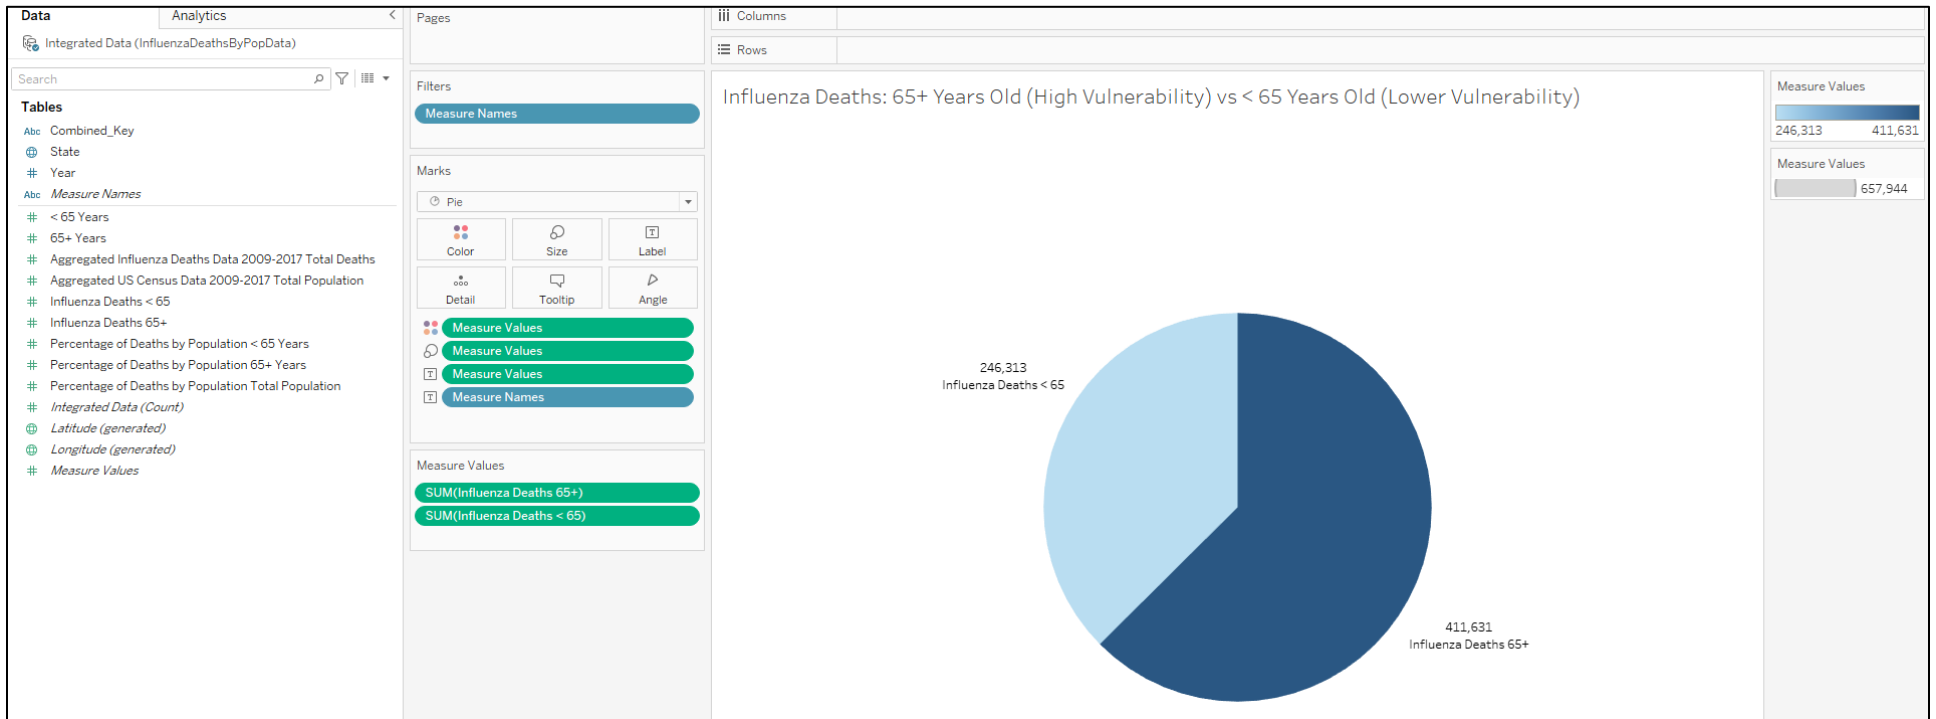 Data
Analytics
Integrated Data (InfluenzaDeathsByPopData)
Search
Tables
Abc Combined_Key
State
# Year
Abc Measure Names
# < 65 Years
# 65+ Years
# Aggregated Influenza Deaths Data 2009-2017 Total Deaths
# Aggregated US Census Data 2009-2017 Total Population
# Influenza Deaths < 65
# Influenza Deaths 65+
# Percentage of Deaths by Population < 65 Years
# Percentage of Deaths by Population 65+ Years
# Percentage of Deaths by Population Total Population
# Integrated Data (Count)
Latitude (generated)
Longitude (generated)
# Measure Values
Pages
Filters
Measure Names
Marks
Pie
Color
Size
T
Label
Detail
Tooltip
Angle
Measure Values
Measure Values
T Measure Values
T Measure Names
Measure Values
SUM(Influenza Deaths 65+)
SUM(Influenza Deaths < 65)
Columns
Rows
Influenza Deaths: 65+ Years Old (High Vulnerability) vs < 65 Years Old (Lower Vulnerability)
246,313
Influenza Deaths < 65
411,631
Influenza Deaths 65+
Measure Values
246,313 411,631
Measure Values
657,944